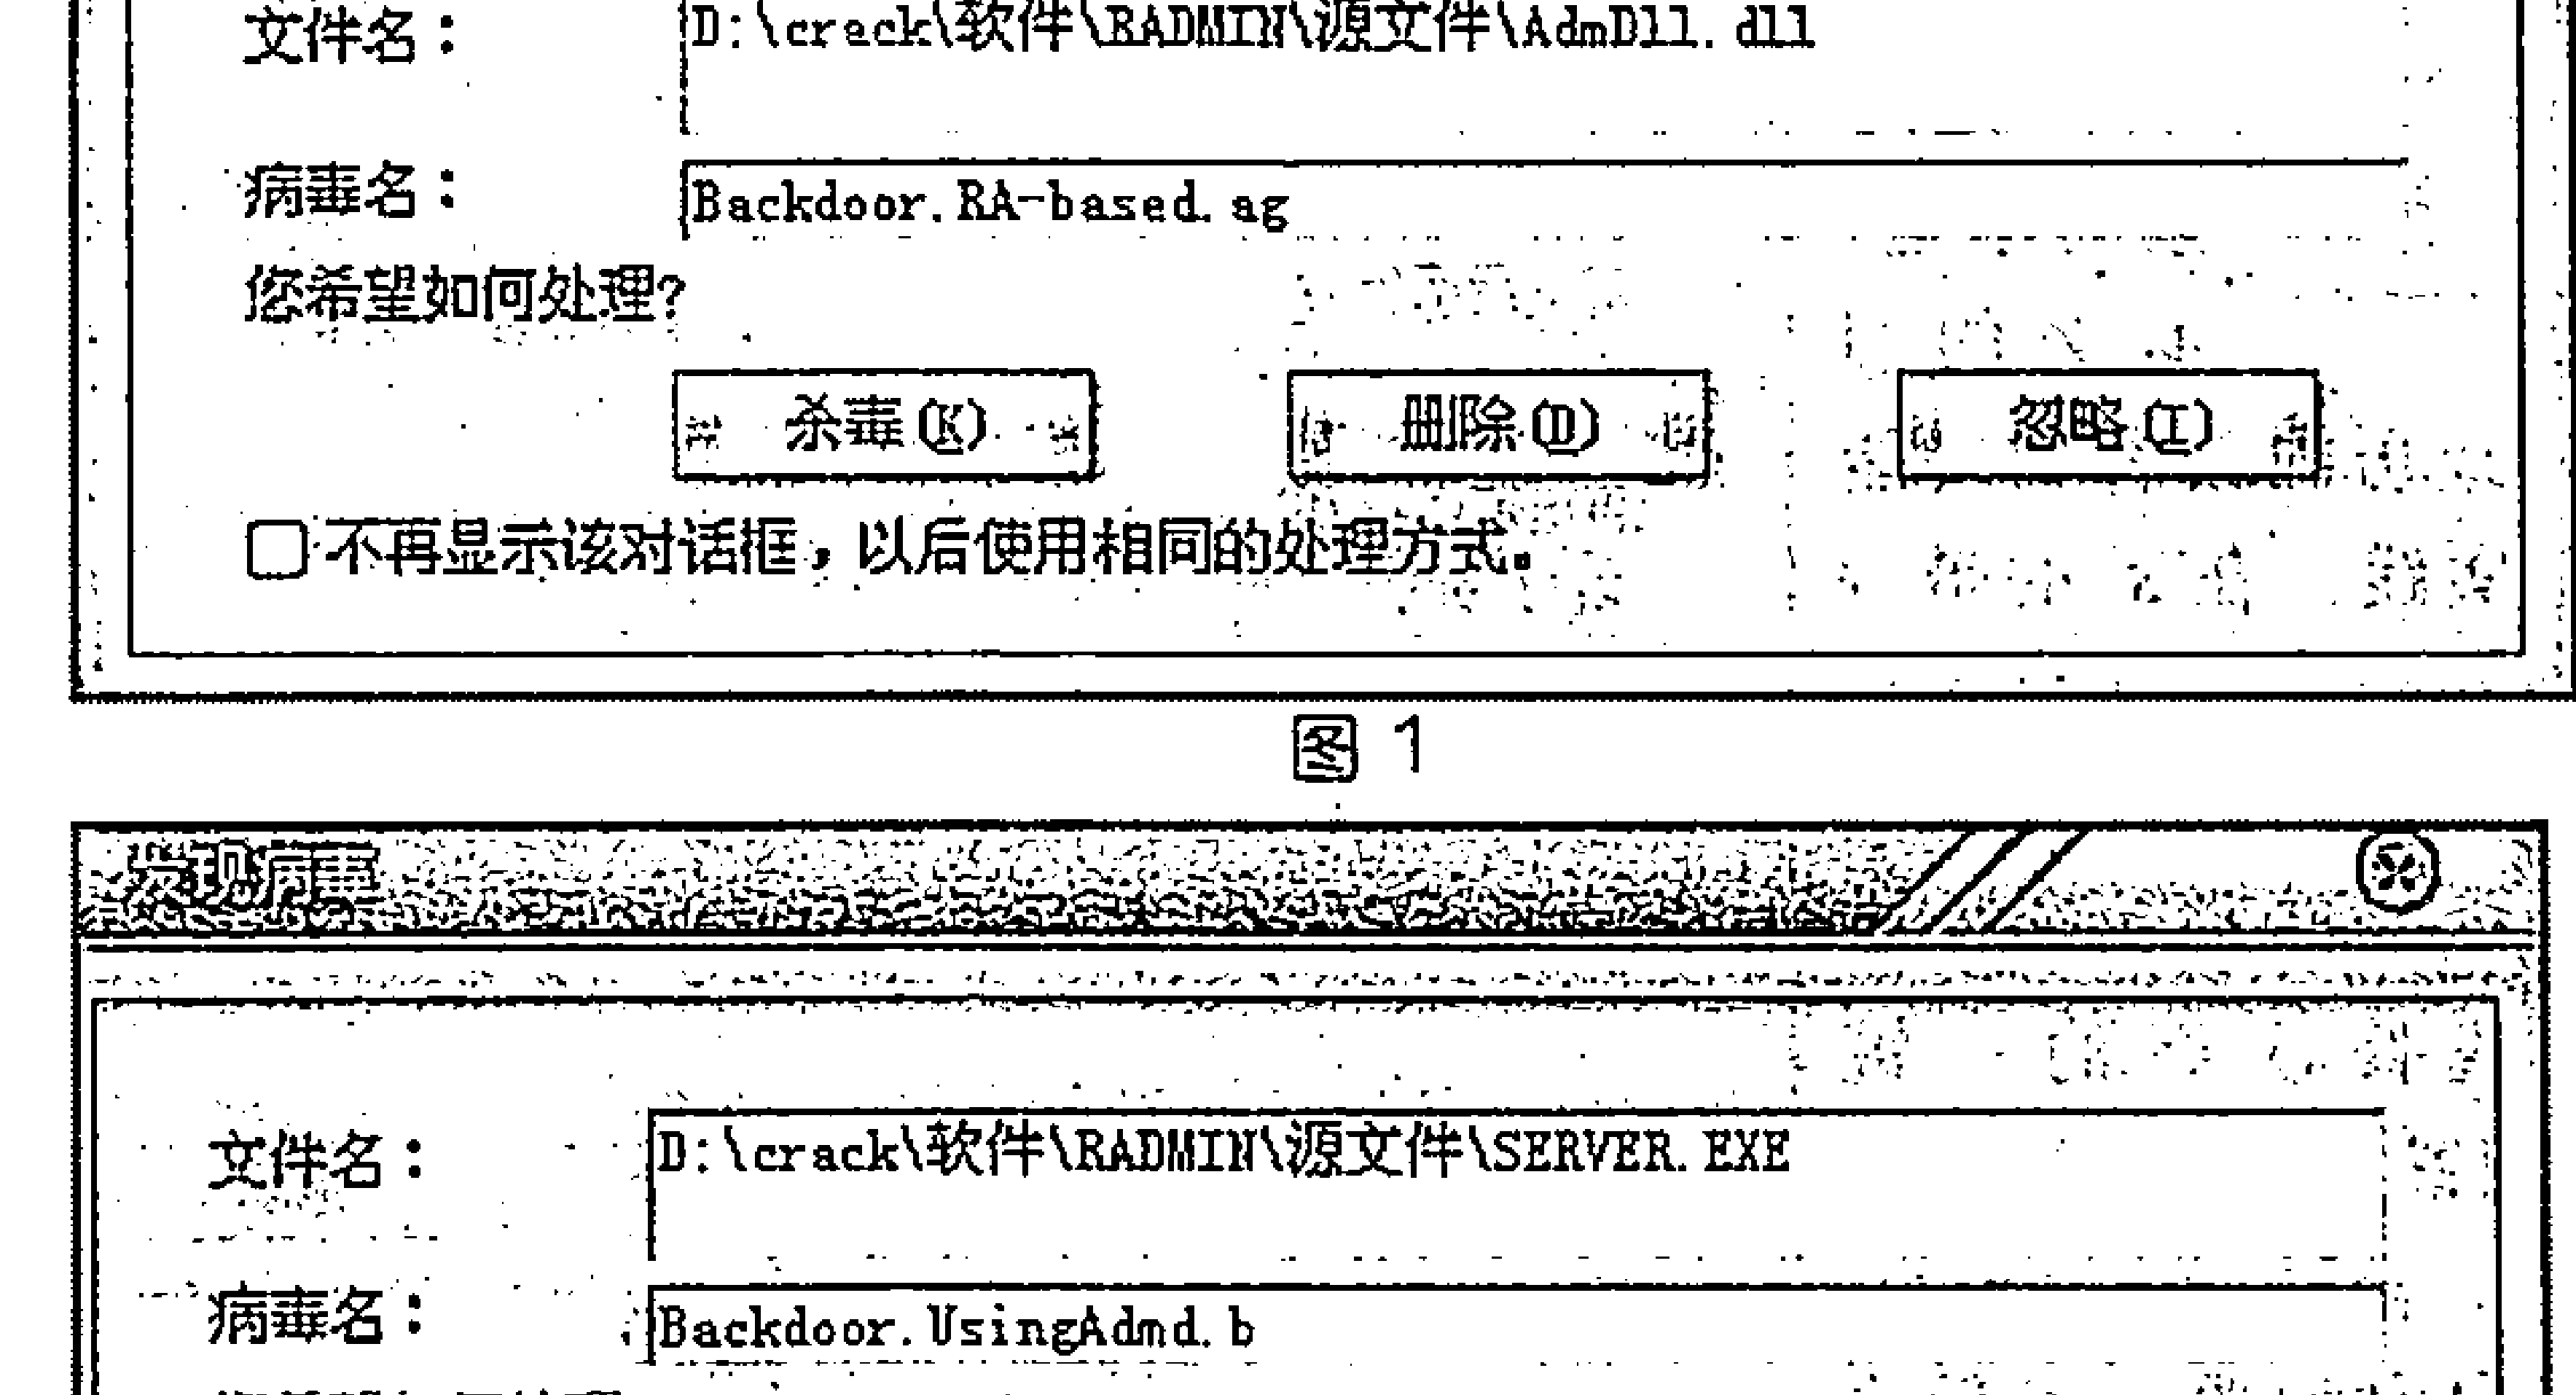 文件名： D:\crack\软件\RADMIN\源文件\AdmDll.dll
病毒名： Backdoor.RA-based.ag
您希望如何处理?
杀毒(K) 删除(D) 忽略(I)
不再显示该对话框，以后使用相同的处理方式。
图 1
发现病毒
文件名： D:\crack\软件\RADMIN\源文件\SERVER.EXE
病毒名： Backdoor.UsingAdmd.b